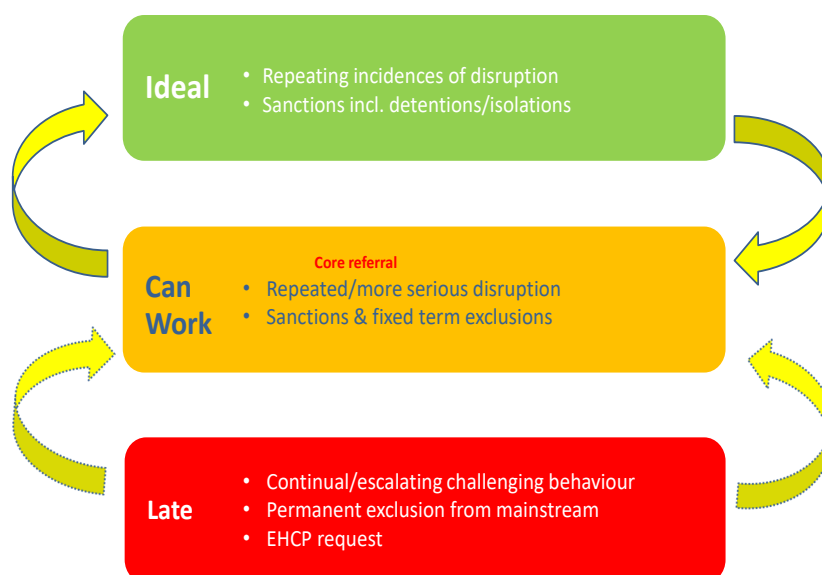 Ideal
• Repeating incidences of disruption
• Sanctions incl. detentions/isolations
Core referral
Can
Work
• Repeated/more serious disruption
• Sanctions & fixed term exclusions
Late
• Continual/escalating challenging behaviour
• Permanent exclusion from mainstream
• EHCP request